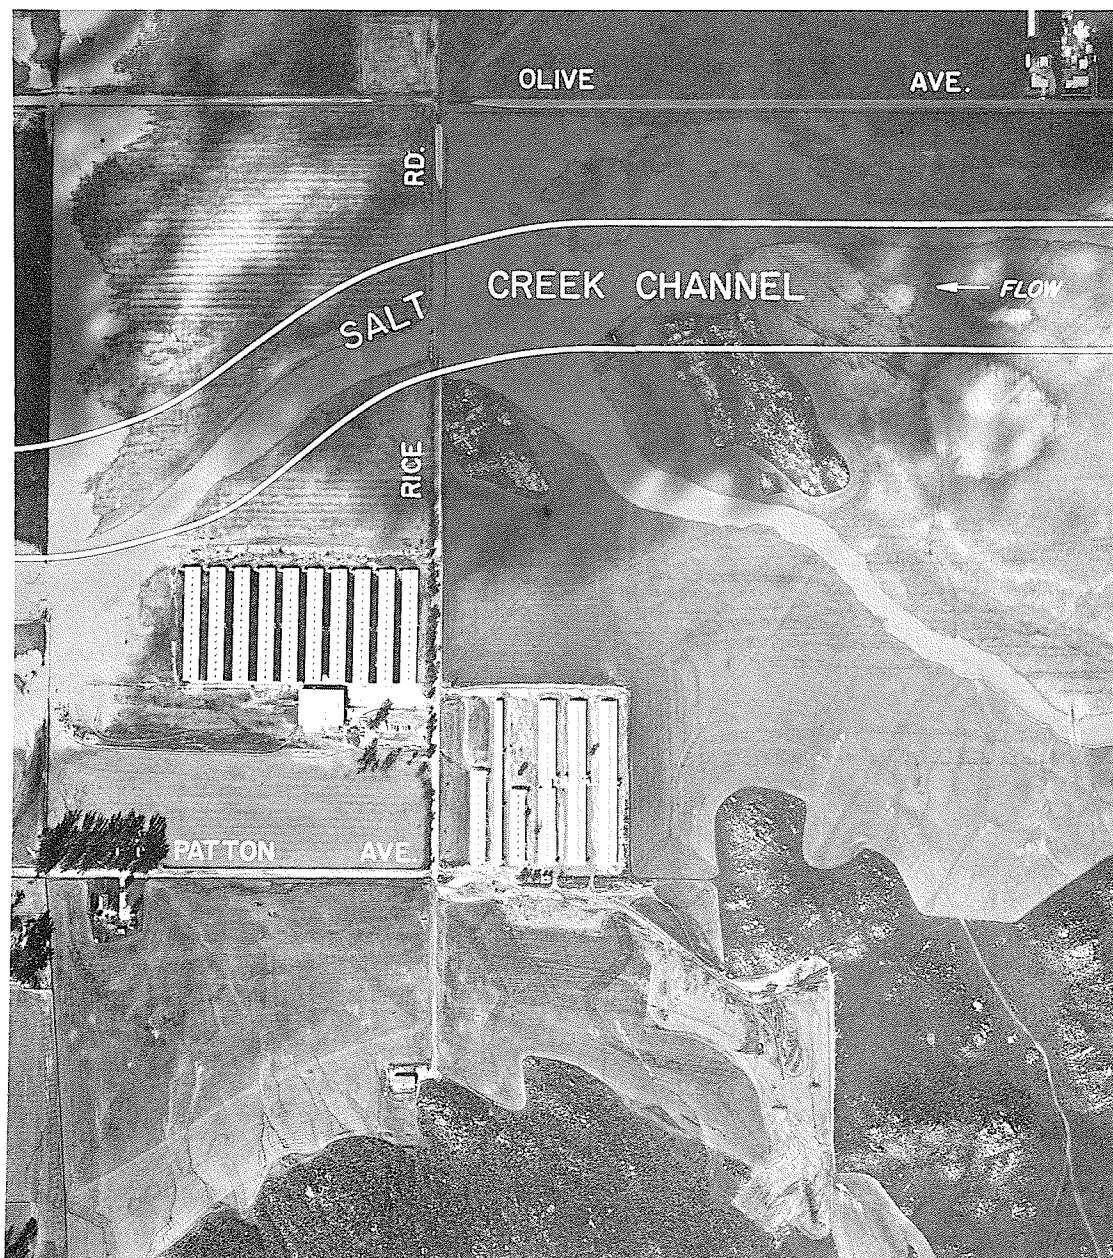 OLIVE AVE.
RD.
SALT CREEK CHANNEL
FLOW
RICE
PATTON AVE.